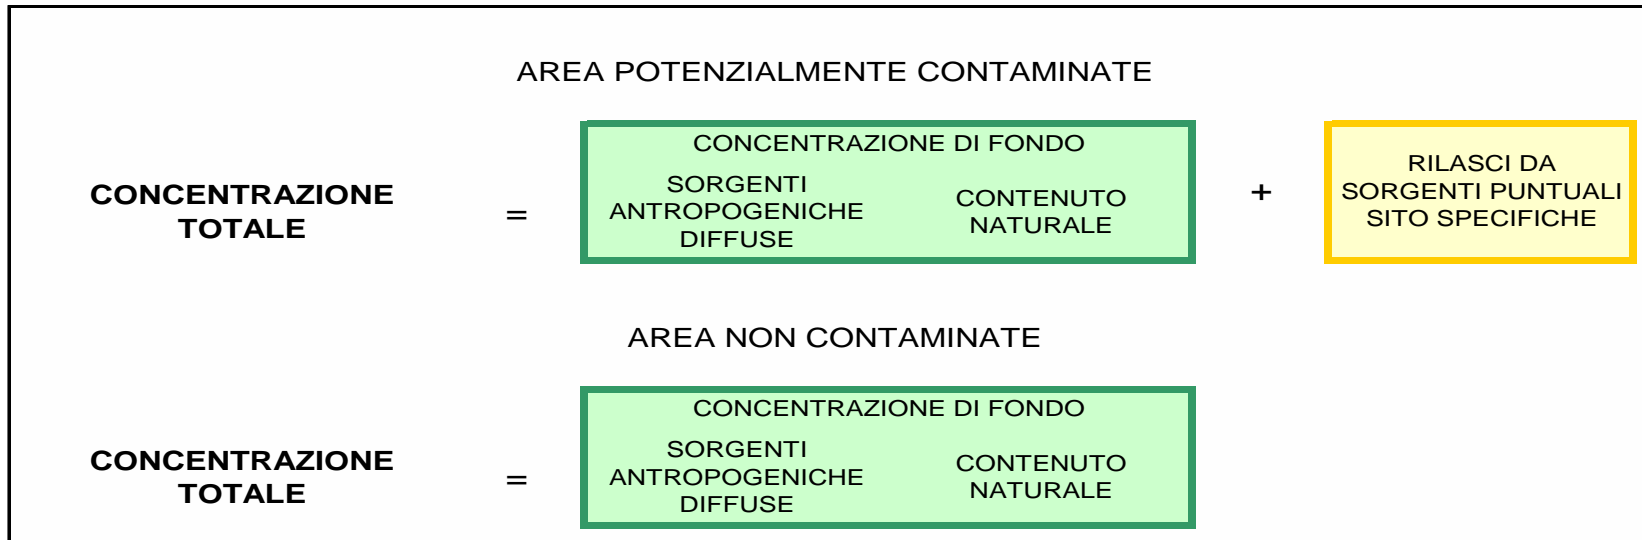 AREA POTENZIALMENTE CONTAMINATE
CONCENTRAZIONE
TOTALE
=
CONCENTRAZIONE DI FONDO
SORGENTI
ANTROPOGENICHE
DIFFUSE
CONTENUTO
NATURALE
+
RILASCI DA
SORGENTI PUNTUALI
SITO SPECIFICHE
AREA NON CONTAMINATE
CONCENTRAZIONE
TOTALE
=
CONCENTRAZIONE DI FONDO
SORGENTI
ANTROPOGENICHE
DIFFUSE
CONTENUTO
NATURALE